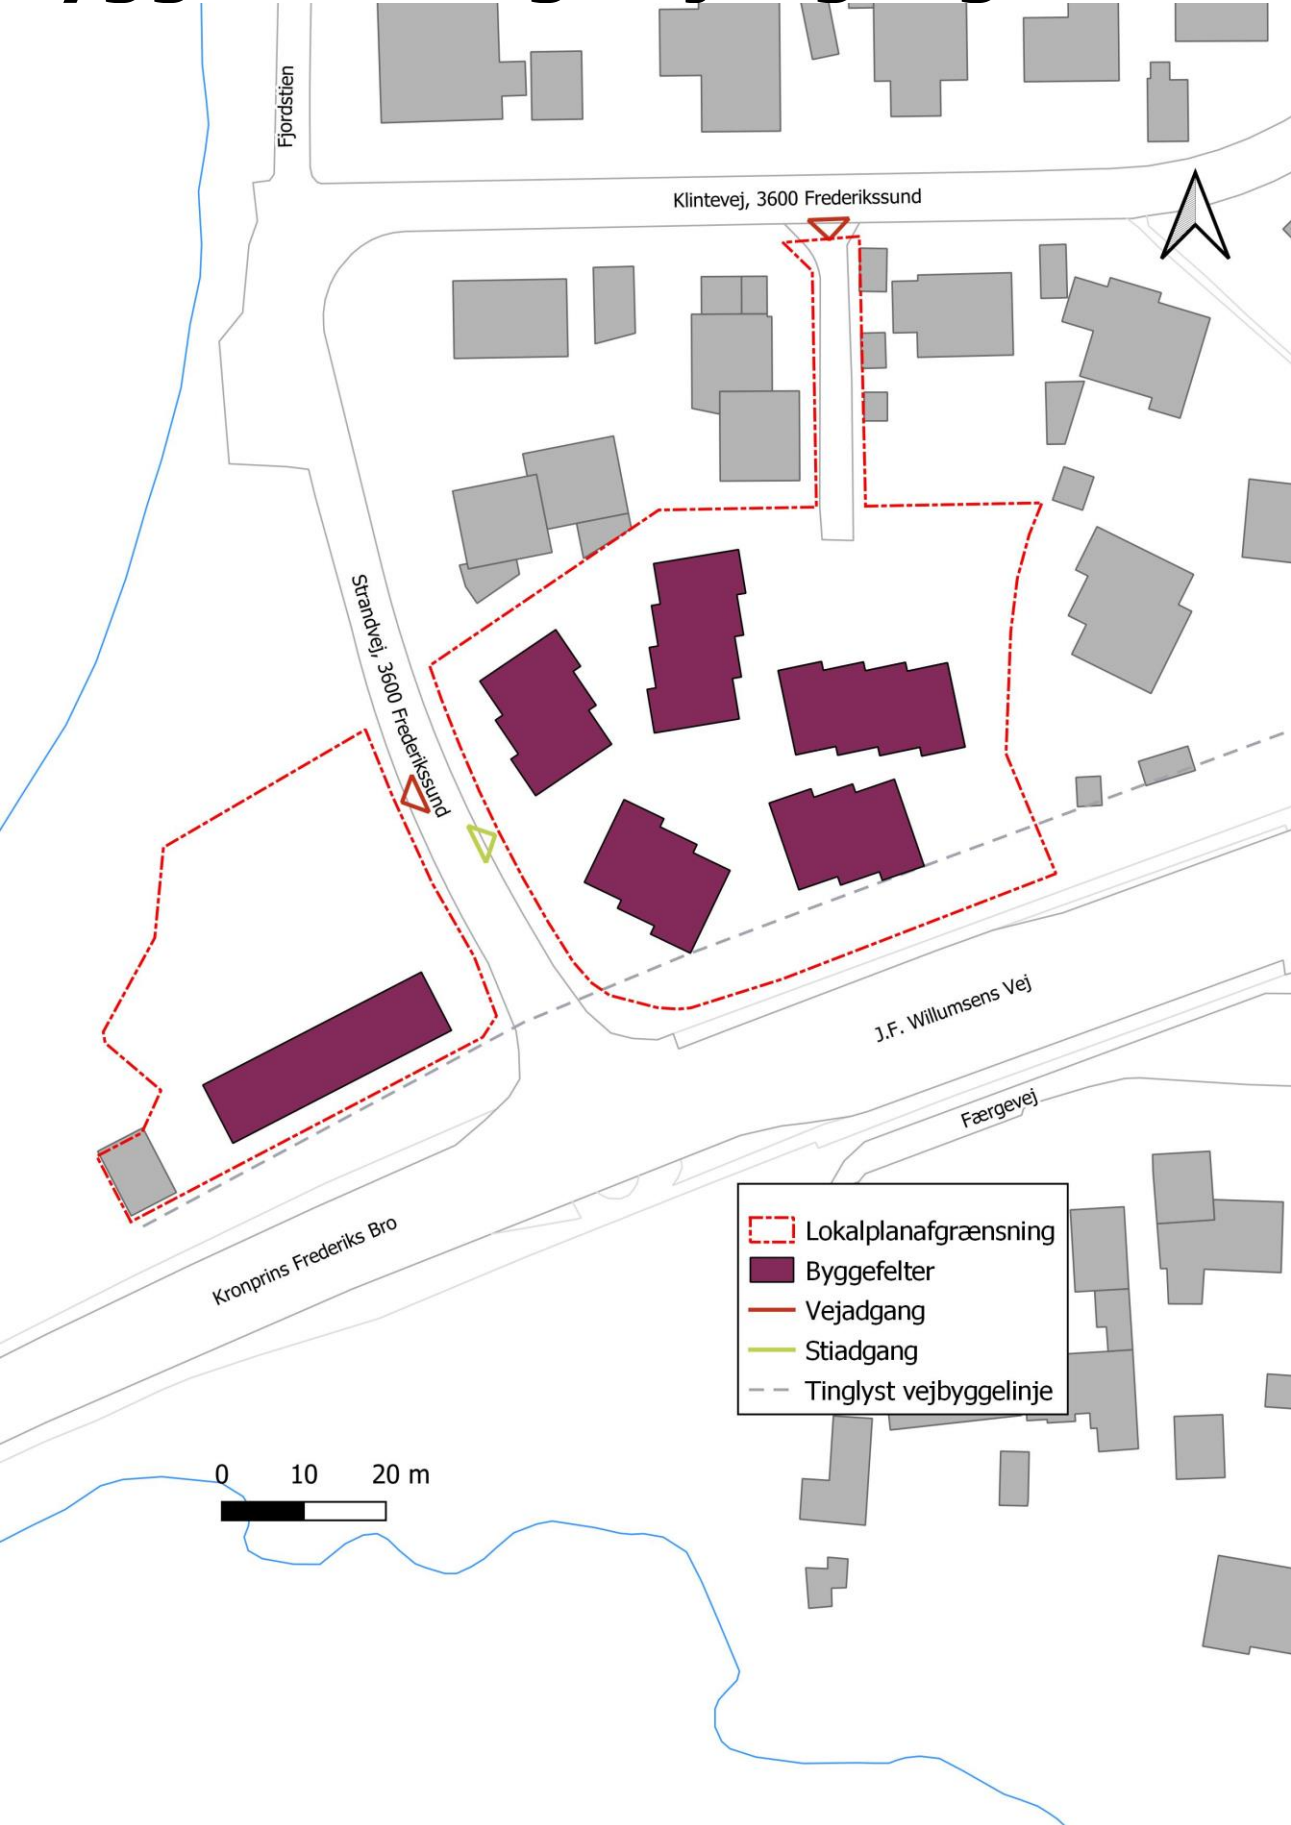 Fjordstien
Klintevej, 3600 Frederikssund
Strandvej, 3600 Frederikssund
J.F. Willumsens Vej
Færgevej
Kronprins Frederiks Bro
Lokalplanafgrænsning
Byggefelter
Vejadgang
Stiadgang
Tinglyst vejbyggelinje
0 10 20 m